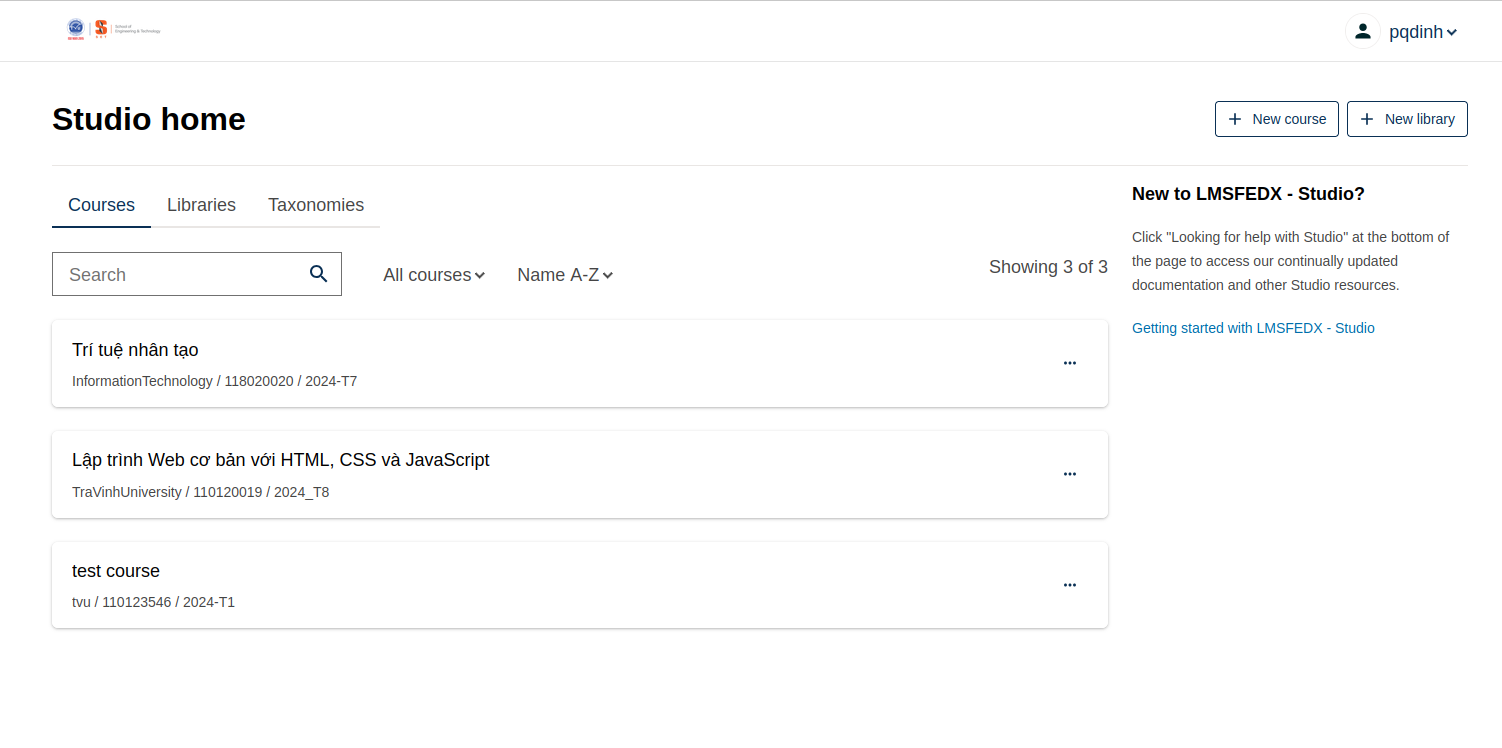 School of
Engineering & Technology
pqdinh
Studio home
New course
New library
Courses
Libraries
Taxonomies
Search
All courses
Name A-Z
Showing 3 of 3
Trí tuệ nhân tạo
InformationTechnology / 118020020 / 2024-T7
Lập trình Web cơ bản với HTML, CSS và JavaScript
TraVinhUniversity / 110120019 / 2024_T8
test course
tvu / 110123546 / 2024-T1
New to LMSFEDX - Studio?
Click "Looking for help with Studio" at the bottom of
the page to access our continually updated
documentation and other Studio resources.
Getting started with LMSFEDX - Studio